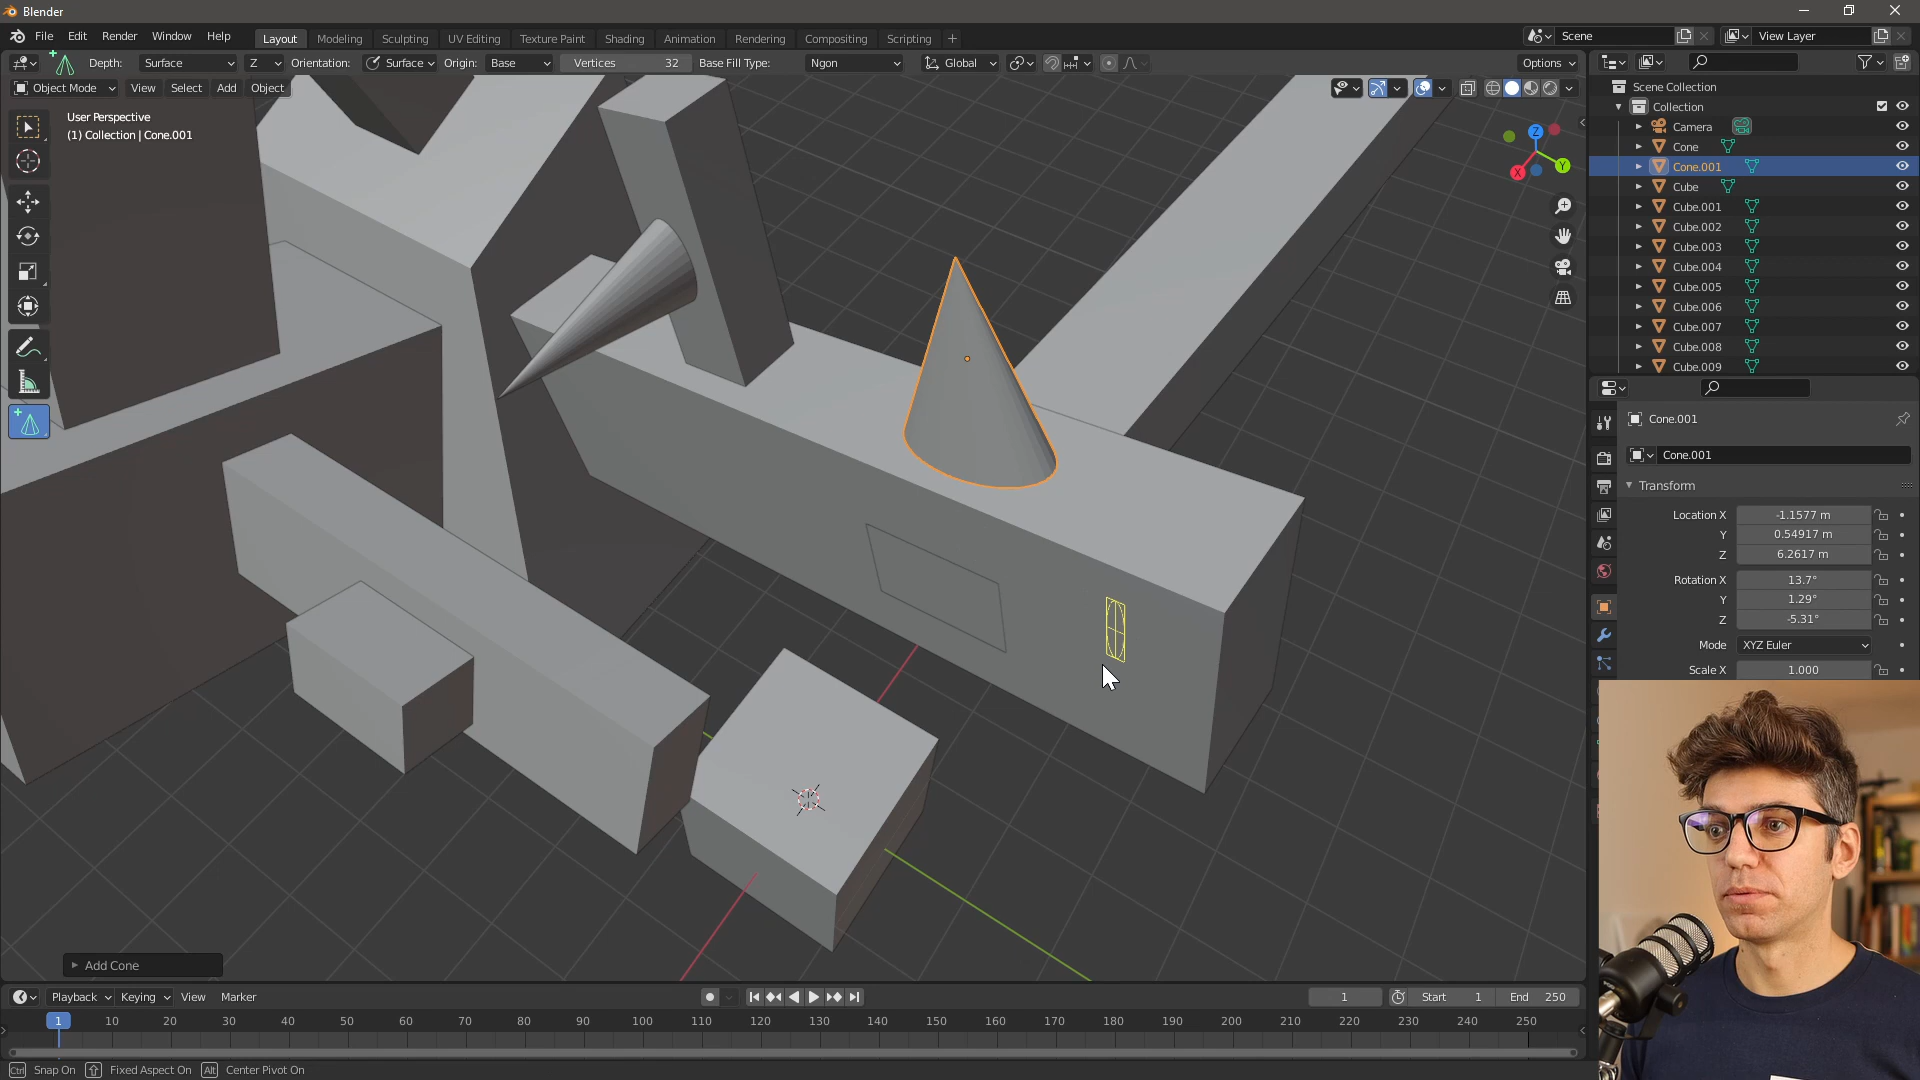 Blender
File Edit Render Window Help Layout Modeling Sculpting UV Editing Texture Paint Shading Animation Rendering Compositing Scripting + Scene View Layer
Depth: Surface Z Orientation: Surface Origin: Base Vertices 32 Base Fill Type: Ngon Global Options
Object Mode View Select Add Object
User Perspective
(1) Collection | Cone.001
Z
Y
X
Scene Collection
Collection
Camera
Cone
Cone.001
Cube
Cube.001
Cube.002
Cube.003
Cube.004
Cube.005
Cube.006
Cube.007
Cube.008
Cube.009
Cone.001
Cone.001
Transform
Location X -1.1577 m
Y 0.54917 m
Z 6.2617 m
Rotation X 13.7°
Y 1.29°
Z -5.31°
Mode XYZ Euler
Scale X 1.000
Add Cone
Playback Keying View Marker 1 Start 1 End 250
1 10 20 30 40 50 60 70 80 90 100 110 120 130 140 150 160 170 180 190 200 210 220 230 240 250
Ctrl Snap On Fixed Aspect On Alt Center Pivot On